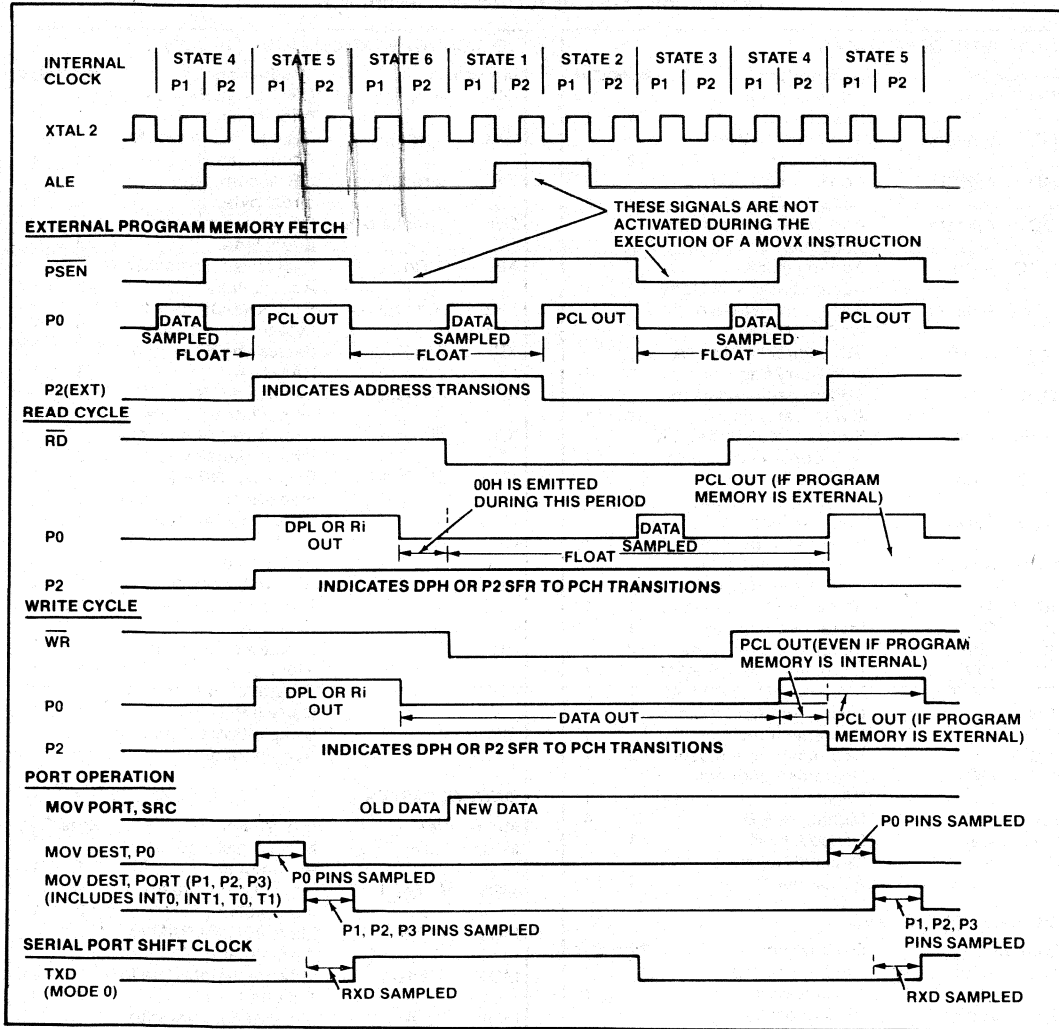 INTERNAL CLOCK
STATE 4 STATE 5 STATE 6 STATE 1 STATE 2 STATE 3 STATE 4 STATE 5
P1 P2 P1 P2 P1 P2 P1 P2 P1 P2 P1 P2 P1 P2 P1 P2
XTAL 2
ALE
THESE SIGNALS ARE NOT
ACTIVATED DURING THE
EXECUTION OF A MOVX INSTRUCTION
EXTERNAL PROGRAM MEMORY FETCH
PSEN
P0
DATA PCL OUT DATA PCL OUT DATA PCL OUT
SAMPLED SAMPLED SAMPLED
FLOAT FLOAT FLOAT
P2(EXT)
INDICATES ADDRESS TRANSIONS
READ CYCLE
RD
00H IS EMITTED
DURING THIS PERIOD
PCL OUT (IF PROGRAM
MEMORY IS EXTERNAL)
P0
DPL OR Ri
OUT
DATA
SAMPLED
FLOAT
P2
INDICATES DPH OR P2 SFR TO PCH TRANSITIONS
WRITE CYCLE
WR
PCL OUT(EVEN IF PROGRAM
MEMORY IS INTERNAL)
P0
DPL OR Ri
OUT
DATA OUT
PCL OUT (IF PROGRAM
MEMORY IS EXTERNAL)
P2
INDICATES DPH OR P2 SFR TO PCH TRANSITIONS
PORT OPERATION
MOV PORT, SRC
OLD DATA NEW DATA
P0 PINS SAMPLED
MOV DEST, P0
P0 PINS SAMPLED
MOV DEST, PORT (P1, P2, P3)
(INCLUDES INT0, INT1, T0, T1)
P1, P2, P3 PINS SAMPLED
P1, P2, P3
PINS SAMPLED
SERIAL PORT SHIFT CLOCK
TXD
(MODE 0)
RXD SAMPLED
RXD SAMPLED